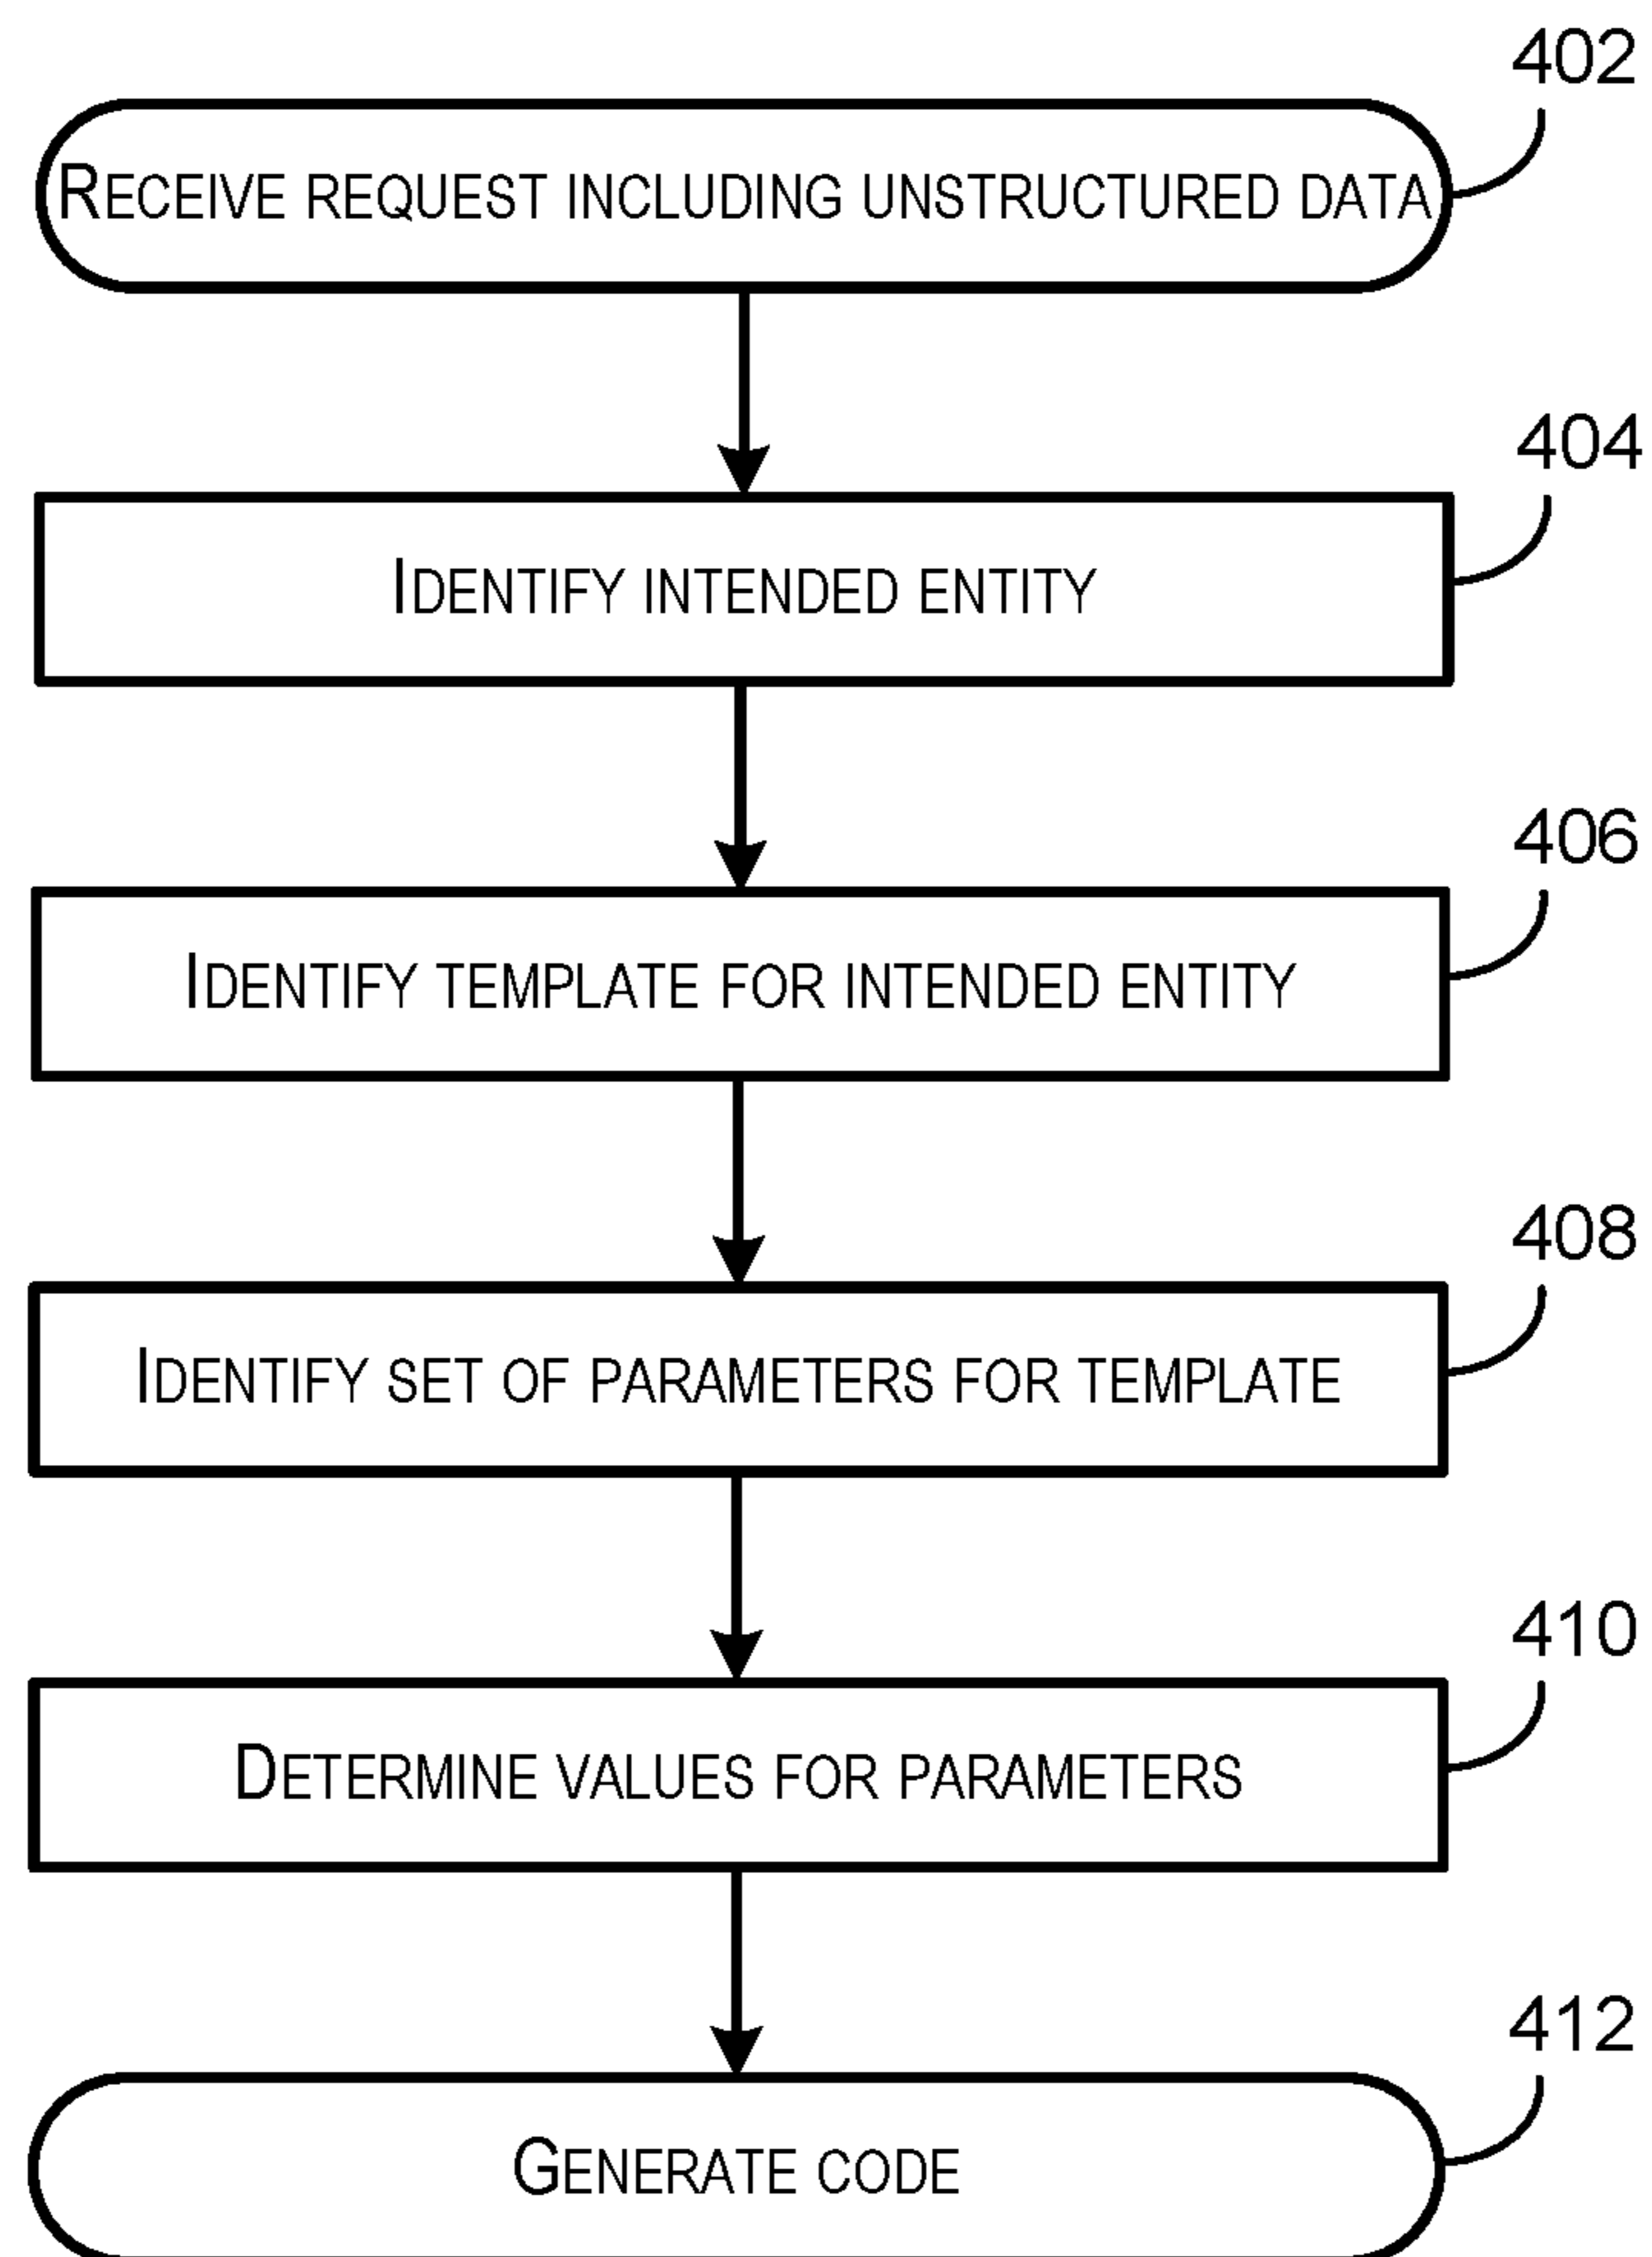 402
RECEIVE REQUEST INCLUDING UNSTRUCTURED DATA
404
IDENTIFY INTENDED ENTITY
406
IDENTIFY TEMPLATE FOR INTENDED ENTITY
408
IDENTIFY SET OF PARAMETERS FOR TEMPLATE
410
DETERMINE VALUES FOR PARAMETERS
412
GENERATE CODE